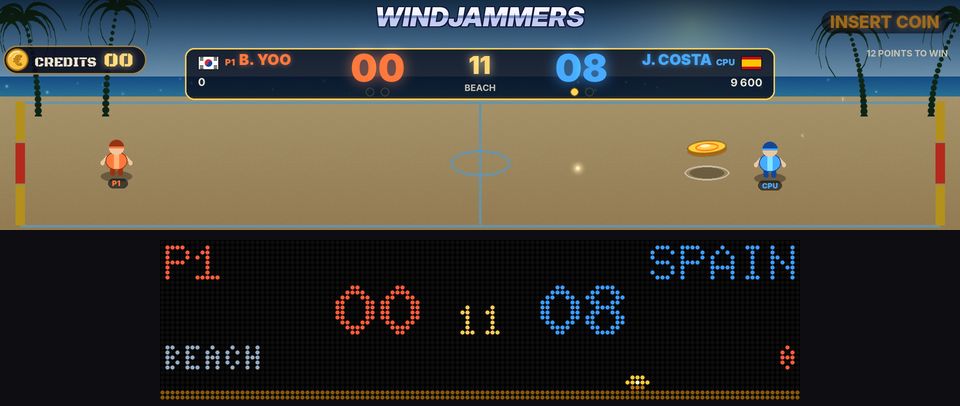 WINDJAMMERS
INSERT COIN
CREDITS 00
P1 B. YOO
00
11
08
J. COSTA CPU
12 POINTS TO WIN
0
BEACH
9 600
P1
CPU
P1
SPAIN
00
11
08
BEACH